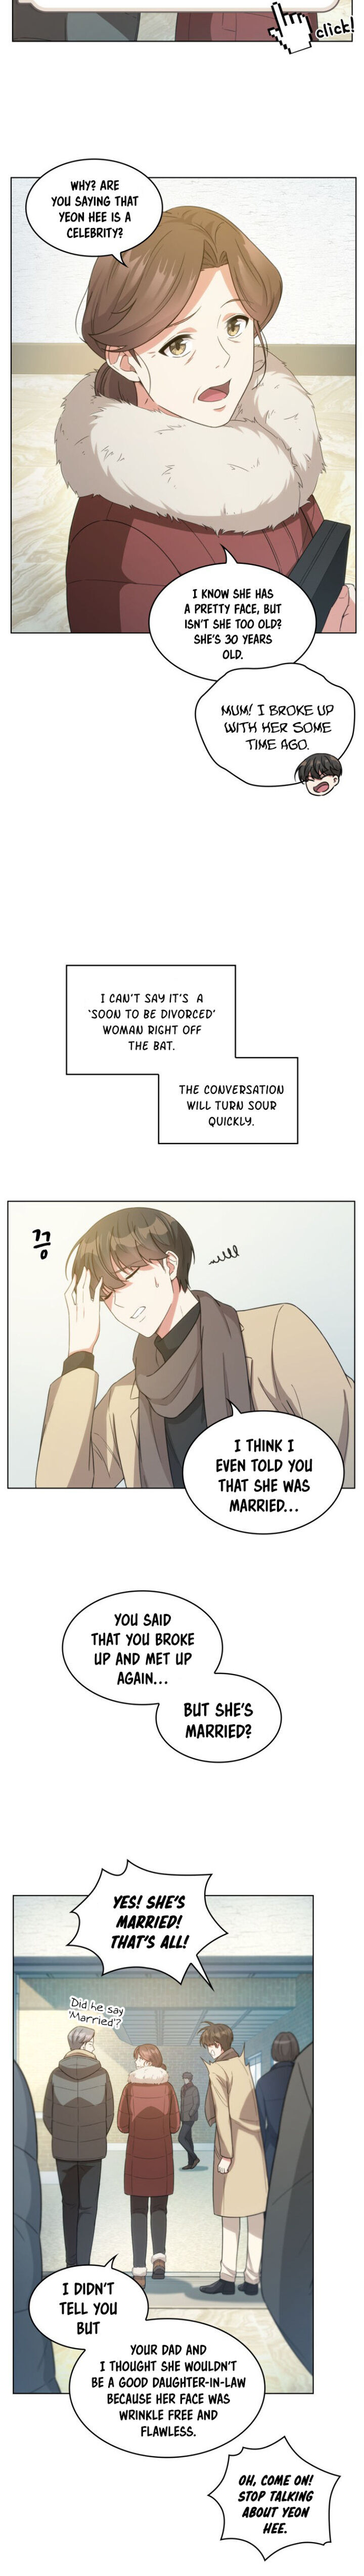 click!
WHY? ARE
YOU SAYING THAT
YEON HEE IS A
CELEBRITY?
I KNOW SHE HAS
A PRETTY FACE, BUT
ISN'T SHE TOO OLD?
SHE'S 30 YEARS
OLD.
MUM! I BROKE UP
WITH HER SOME
TIME AGO.
I CAN'T SAY IT'S A
'SOON TO BE DIVORCED'
WOMAN RIGHT OFF
THE BAT.
THE CONVERSATION
WILL TURN SOUR
QUICKLY.
끙
I THINK I
EVEN TOLD YOU
THAT SHE WAS
MARRIED...
YOU SAID
THAT YOU BROKE
UP AND MET UP
AGAIN...
BUT SHE'S
MARRIED?
YES! SHE'S
MARRIED!
THAT'S ALL!
Did he say
'Married'?
I DIDN'T
TELL YOU
BUT
YOUR DAD AND
I THOUGHT SHE WOULDN'T
BE A GOOD DAUGHTER-IN-LAW
BECAUSE HER FACE WAS
WRINKLE FREE AND
FLAWLESS.
OH, COME ON!
STOP TALKING
ABOUT YEON
HEE.